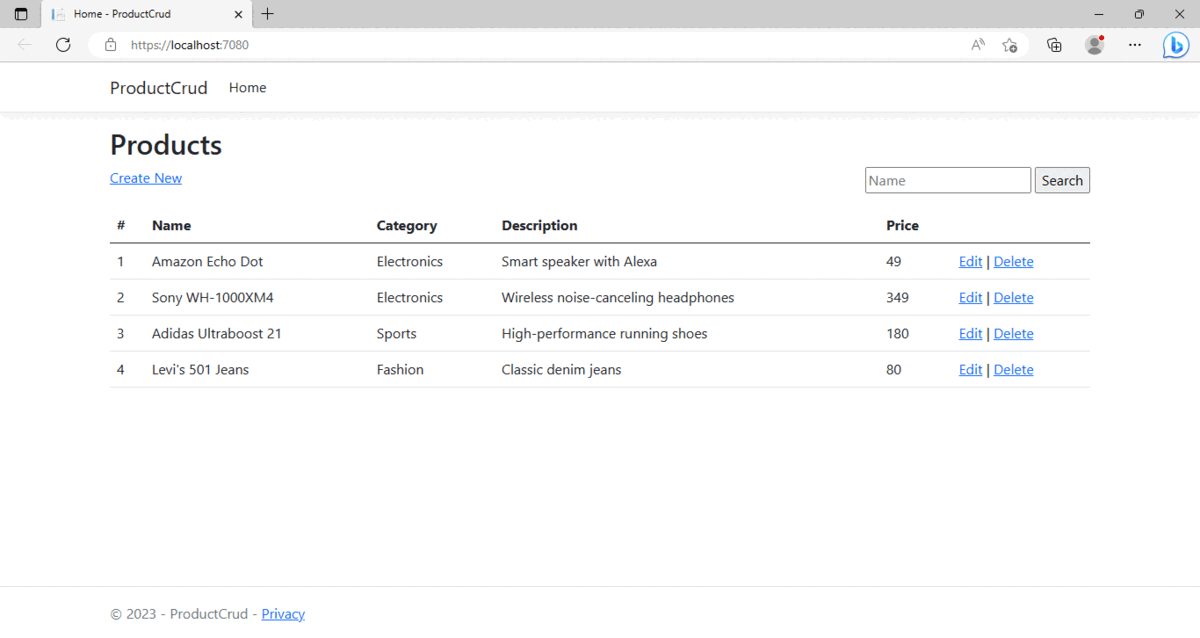 Home - ProductCrud
https://localhost:7080
ProductCrud Home
Products
Create New
Name Search
# Name Category Description Price
1 Amazon Echo Dot Electronics Smart speaker with Alexa 49 Edit | Delete
2 Sony WH-1000XM4 Electronics Wireless noise-canceling headphones 349 Edit | Delete
3 Adidas Ultraboost 21 Sports High-performance running shoes 180 Edit | Delete
4 Levi's 501 Jeans Fashion Classic denim jeans 80 Edit | Delete
© 2023 - ProductCrud - Privacy